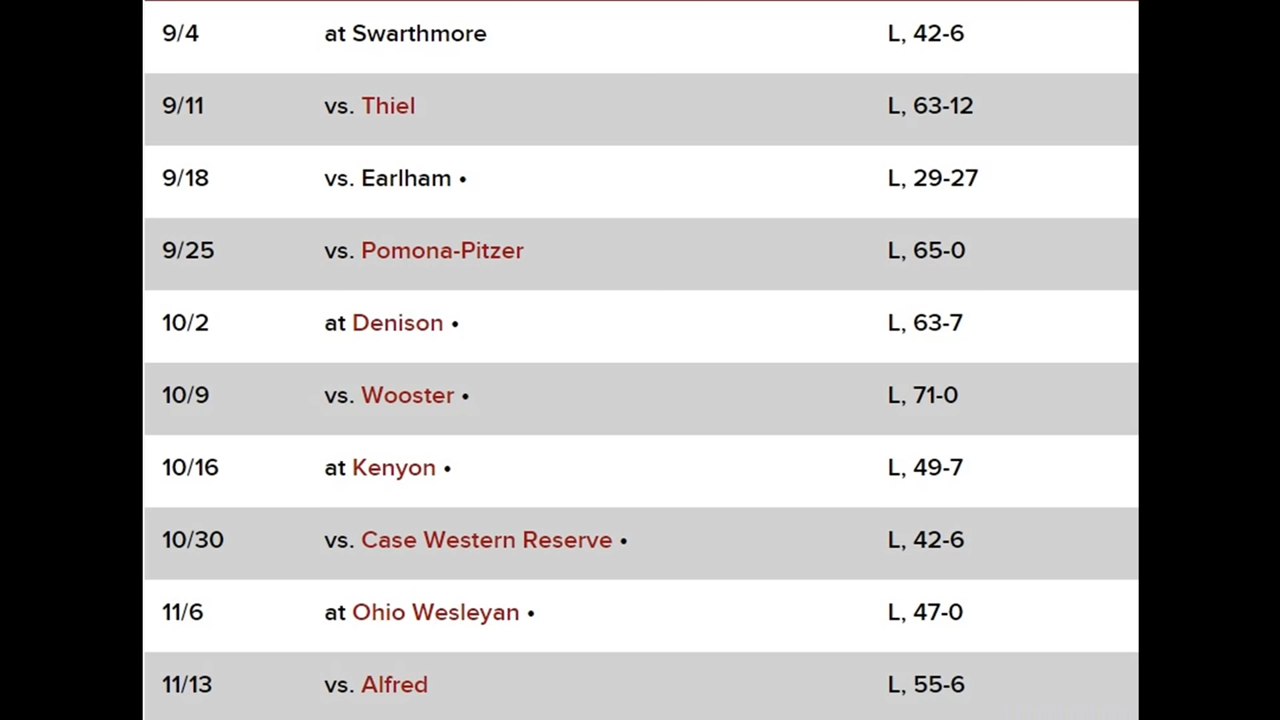 9/4 at Swarthmore L, 42-6
9/11 vs. Thiel L, 63-12
9/18 vs. Earlham • L, 29-27
9/25 vs. Pomona-Pitzer L, 65-0
10/2 at Denison • L, 63-7
10/9 vs. Wooster • L, 71-0
10/16 at Kenyon • L, 49-7
10/30 vs. Case Western Reserve • L, 42-6
11/6 at Ohio Wesleyan • L, 47-0
11/13 vs. Alfred L, 55-6